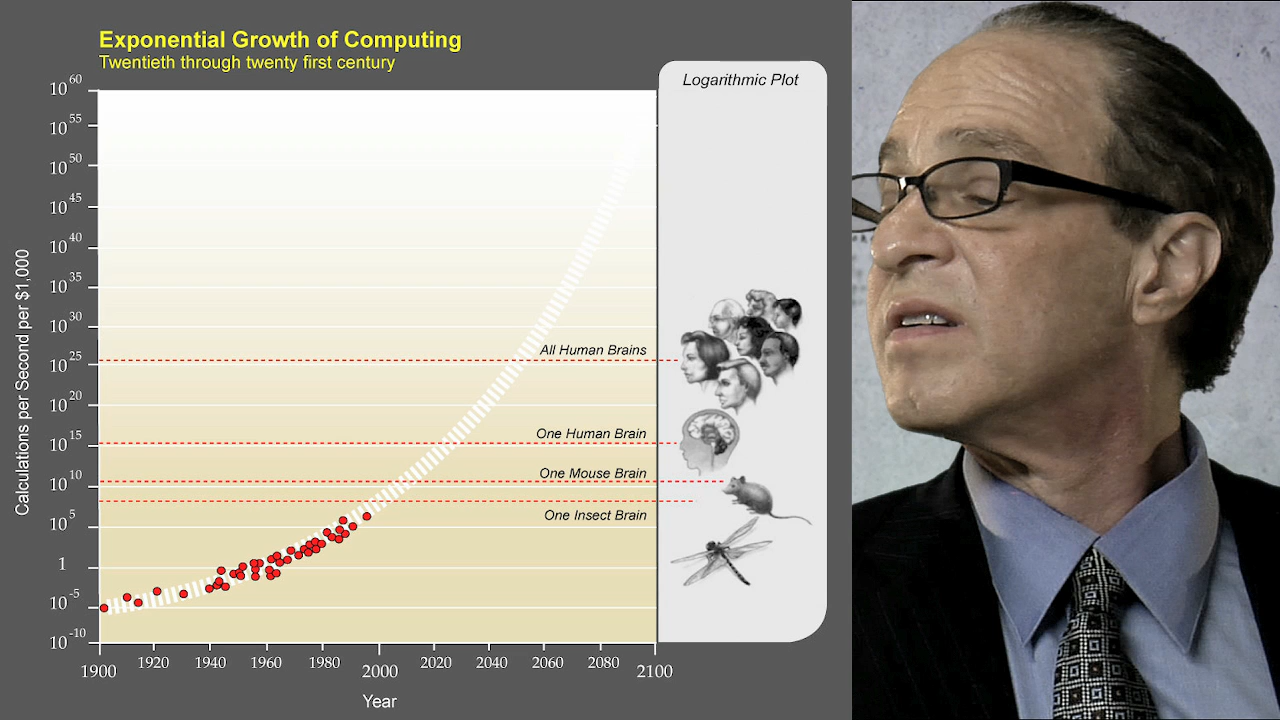 Exponential Growth of Computing
Twentieth through twenty first century
Logarithmic Plot
10^60
10^55
10^50
10^45
10^40
10^35
10^30
10^25
10^20
10^15
10^10
10^5
1
10^-5
10^-10
Calculations per Second per $1,000
All Human Brains
One Human Brain
One Mouse Brain
One Insect Brain
1900 1920 1940 1960 1980 2000 2020 2040 2060 2080 2100
Year